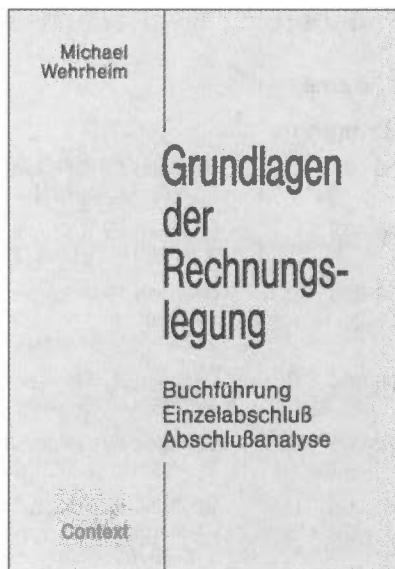 Michael
Wehrheim
Grundlagen
der
Rechnungs-
legung
Buchführung
Einzelabschluß
Abschlußanalyse
Context